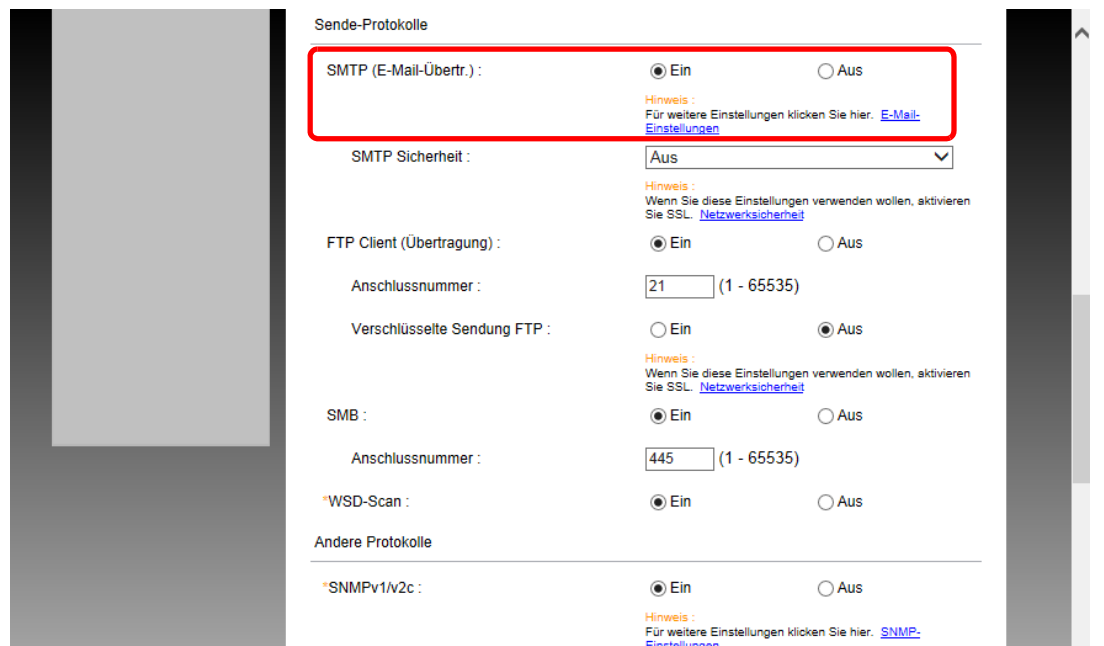 Sende-Protokolle
SMTP (E-Mail-Übertr.) : Ein Aus
Hinweis :
Für weitere Einstellungen klicken Sie hier. E-Mail-
Einstellungen
SMTP Sicherheit : Aus
Hinweis :
Wenn Sie diese Einstellungen verwenden wollen, aktivieren
Sie SSL. Netzwerksicherheit
FTP Client (Übertragung) : Ein Aus
Anschlussnummer : 21 (1 - 65535)
Verschlüsselte Sendung FTP : Ein Aus
Hinweis :
Wenn Sie diese Einstellungen verwenden wollen, aktivieren
Sie SSL. Netzwerksicherheit
SMB : Ein Aus
Anschlussnummer : 445 (1 - 65535)
*WSD-Scan : Ein Aus
Andere Protokolle
*SNMPv1/v2c : Ein Aus
Hinweis :
Für weitere Einstellungen klicken Sie hier. SNMP-
Einstellungen